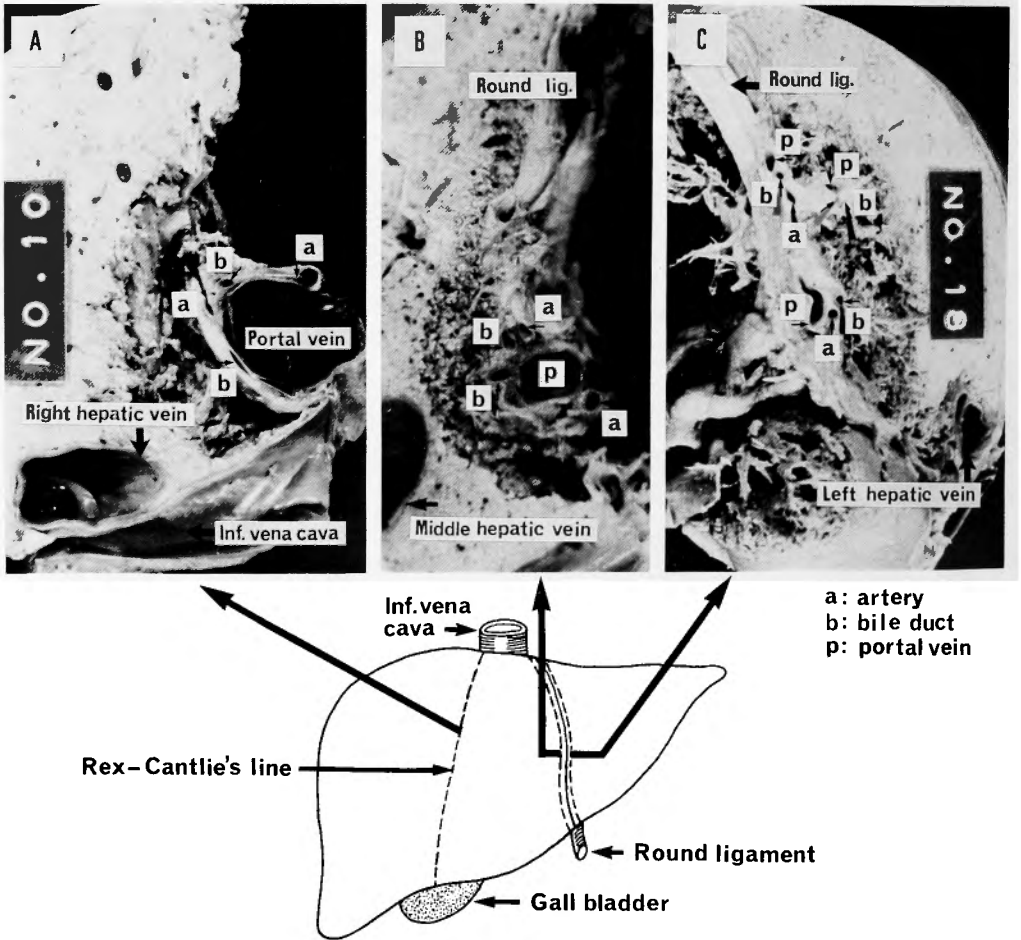 A
NO.10
b
a
a
Portal vein
b
Right hepatic vein
Inf. vena cava
B
Round lig.
a
b
p
b
a
Middle hepatic vein
C
Round lig.
p
p
b
b
a
p
b
a
NO.18
Left hepatic vein
a: artery
b: bile duct
p: portal vein
Inf. vena
cava
Rex–Cantlie's line
Round ligament
Gall bladder